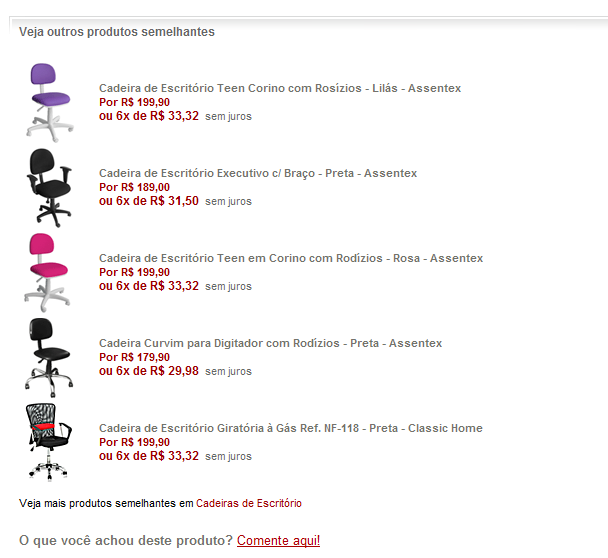 Veja outros produtos semelhantes
Cadeira de Escritório Teen Corino com Rosízios - Lilás - Assentex
Por R$ 199,90
ou 6x de R$ 33,32 sem juros
Cadeira de Escritório Executivo c/ Braço - Preta - Assentex
Por R$ 189,00
ou 6x de R$ 31,50 sem juros
Cadeira de Escritório Teen em Corino com Rodízios - Rosa - Assentex
Por R$ 199,90
ou 6x de R$ 33,32 sem juros
Cadeira Curvim para Digitador com Rodízios - Preta - Assentex
Por R$ 179,90
ou 6x de R$ 29,98 sem juros
Cadeira de Escritório Giratória à Gás Ref. NF-118 - Preta - Classic Home
Por R$ 199,90
ou 6x de R$ 33,32 sem juros
Veja mais produtos semelhantes em Cadeiras de Escritório
O que você achou deste produto? Comente aqui!